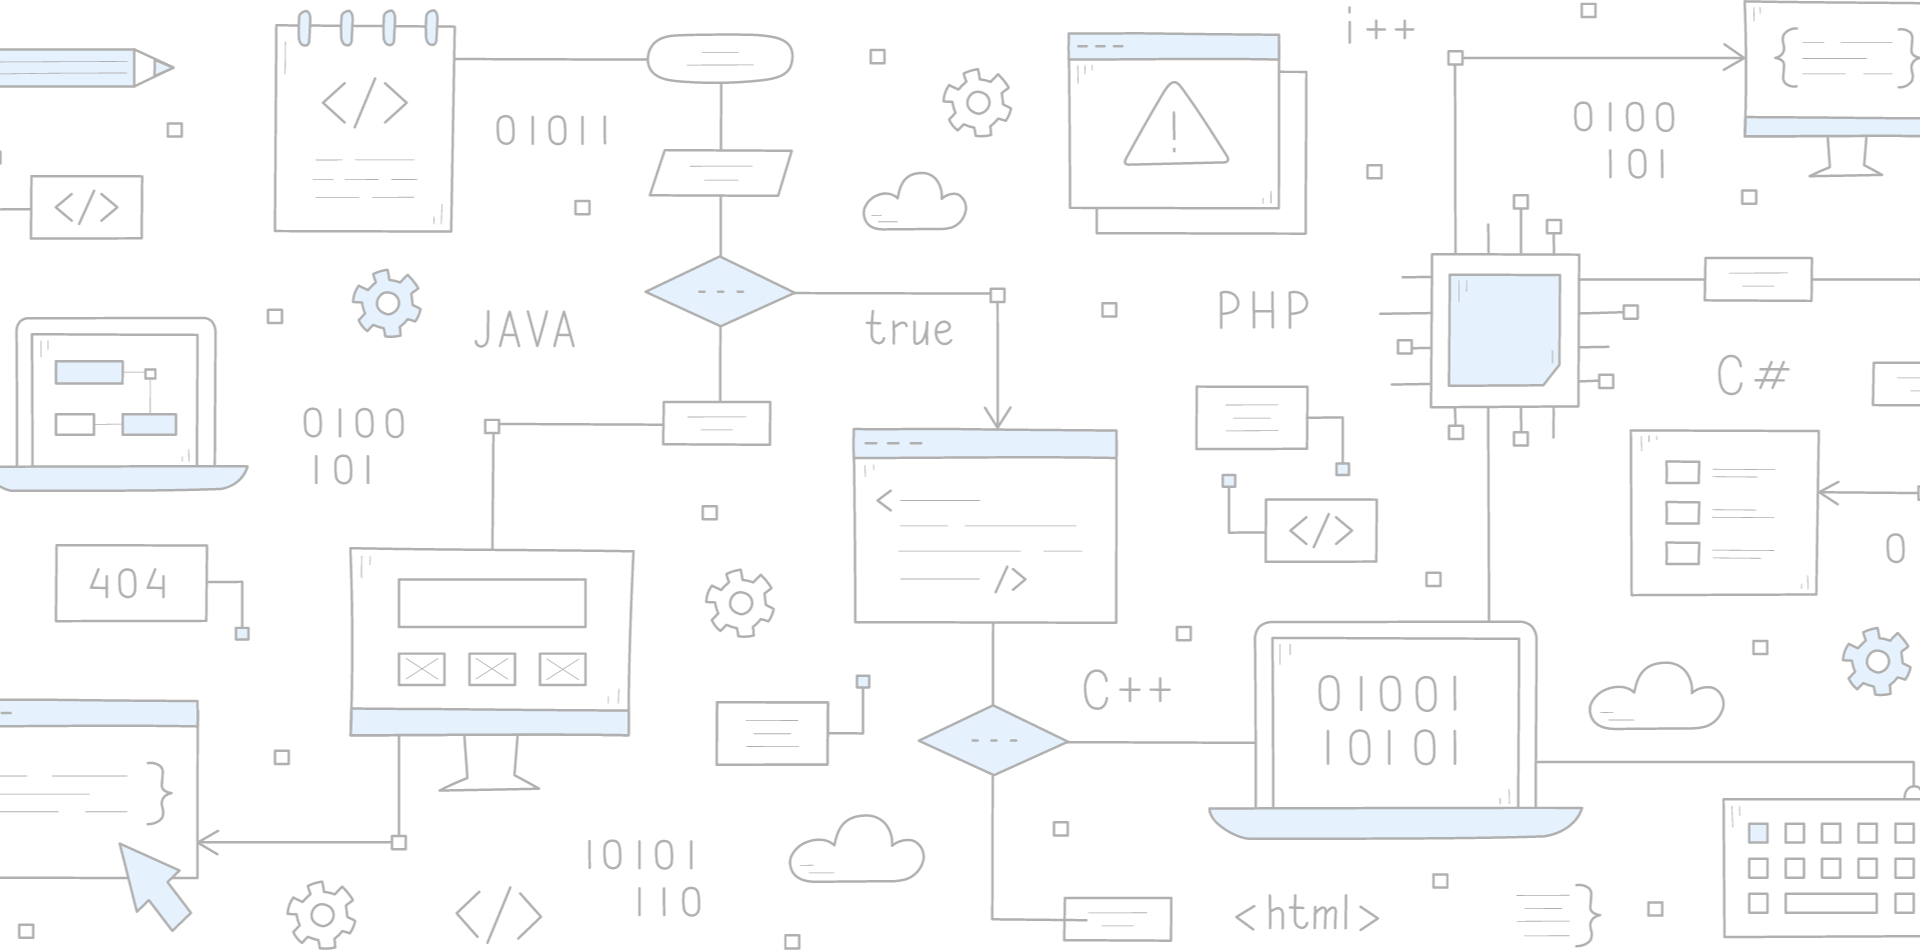 i++
</>
01011
0100
101
</>
JAVA
true
PHP
C#
0100
101
<
/>
</>
404
0
C++
01001
10101
{ }
}
10101
110
</>
<html>
}